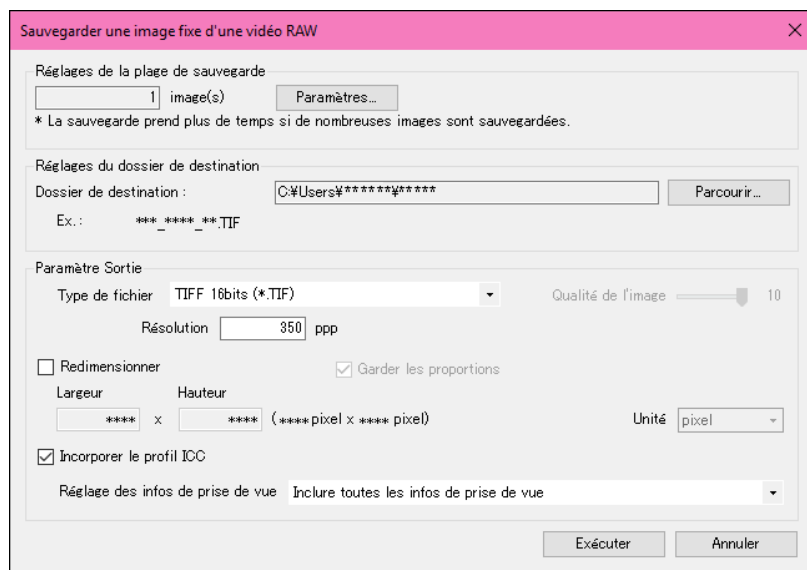 Sauvegarder une image fixe d'une vidéo RAW
Réglages de la plage de sauvegarde
1 image(s) Paramètres...
* La sauvegarde prend plus de temps si de nombreuses images sont sauvegardées.
Réglages du dossier de destination
Dossier de destination : C:¥Users¥******¥***** Parcourir...
Ex. : ***_****_**.TIF
Paramètre Sortie
Type de fichier TIFF 16bits (*.TIF) Qualité de l'image 10
Résolution 350 ppp
Redimensionner Garder les proportions
Largeur Hauteur
**** x **** (****pixel x **** pixel) Unité pixel
Incorporer le profil ICC
Réglage des infos de prise de vue Inclure toutes les infos de prise de vue
Exécuter Annuler